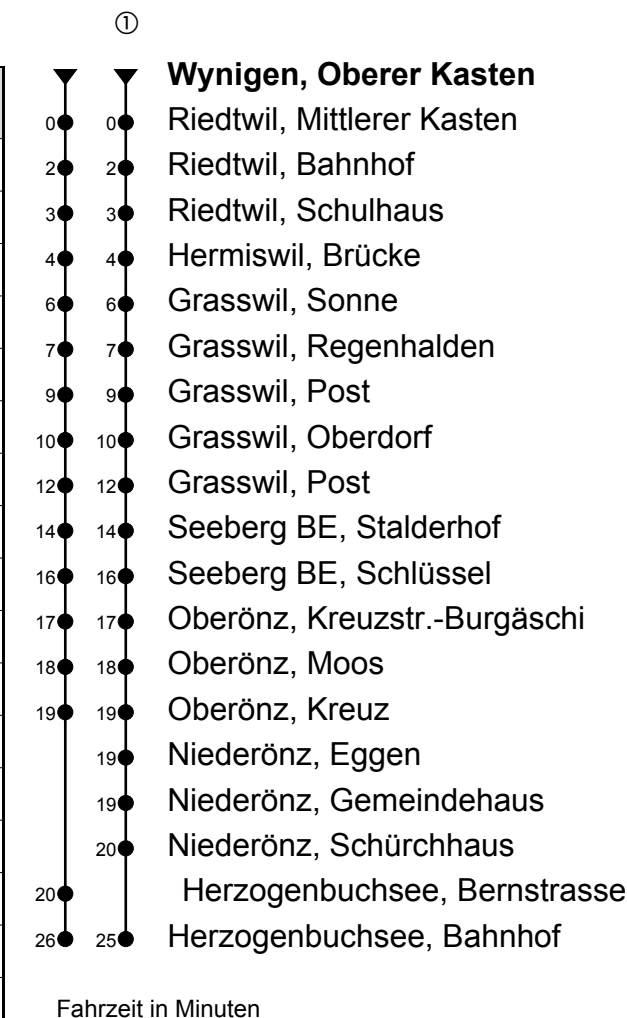 ①
Wynigen, Oberer Kasten
0 0 Riedtwil, Mittlerer Kasten
2 2 Riedtwil, Bahnhof
3 3 Riedtwil, Schulhaus
4 4 Hermiswil, Brücke
6 6 Grasswil, Sonne
7 7 Grasswil, Regenhalden
9 9 Grasswil, Post
10 10 Grasswil, Oberdorf
12 12 Grasswil, Post
14 14 Seeberg BE, Stalderhof
16 16 Seeberg BE, Schlüssel
17 17 Oberönz, Kreuzstr.-Burgäschi
18 18 Oberönz, Moos
19 19 Oberönz, Kreuz
19 Niederönz, Eggen
19 Niederönz, Gemeindehaus
20 Niederönz, Schürchhaus
20 Herzogenbuchsee, Bernstrasse
26 25 Herzogenbuchsee, Bahnhof
Fahrzeit in Minuten